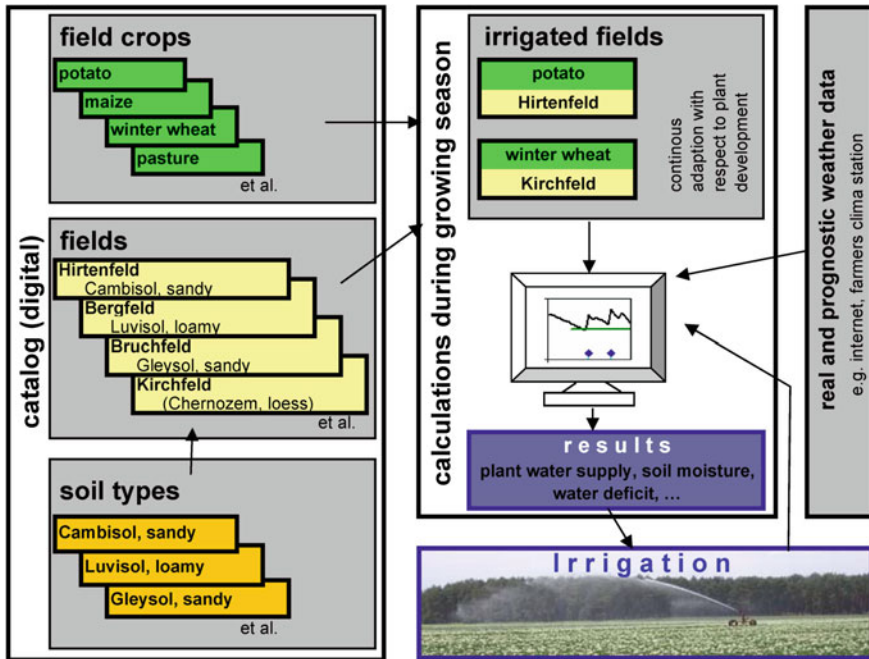 catalog (digital)
field crops
potato
maize
winter wheat
pasture
et al.
fields
Hirtenfeld
Cambisol, sandy
Bergfeld
Luvisol, loamy
Bruchfeld
Gleysol, sandy
Kirchfeld
(Chernozem, loess)
et al.
soil types
Cambisol, sandy
Luvisol, loamy
Gleysol, sandy
et al.
calculations during growing season
irrigated fields
potato
Hirtenfeld
winter wheat
Kirchfeld
continous
adaption with
respect to plant
development
results
plant water supply, soil moisture,
water deficit, ...
Irrigation
real and prognostic weather data
e.g. internet, farmers clima station